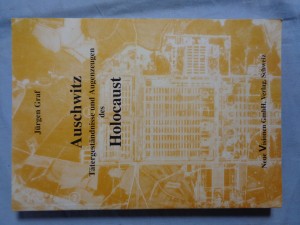 Jürgen Graf
Auschwitz
Tätergeständnisse und Augenzeugen
des
Holocaust
Neue Visionen GmbH, Verlag, Schweiz